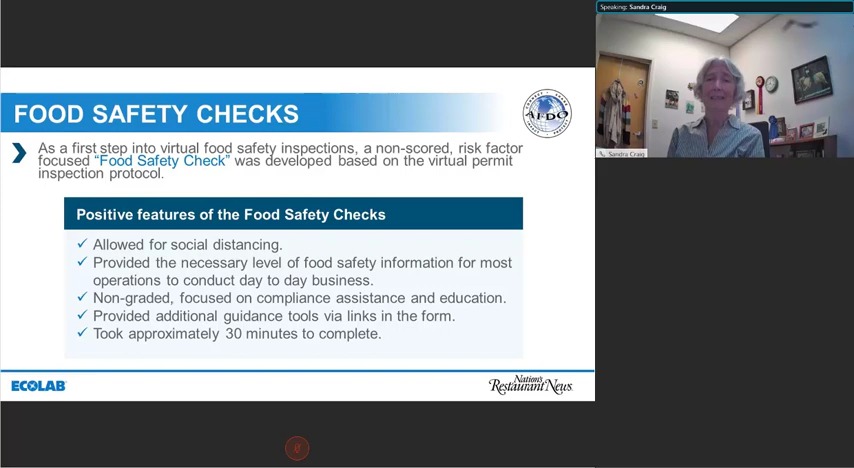 Speaking: Sandra Craig
FOOD SAFETY CHECKS
AFDO
As a first step into virtual food safety inspections, a non-scored, risk factor
focused “Food Safety Check” was developed based on the virtual permit
inspection protocol.
Positive features of the Food Safety Checks
Allowed for social distancing.
Provided the necessary level of food safety information for most
operations to conduct day to day business.
Non-graded, focused on compliance assistance and education.
Provided additional guidance tools via links in the form.
Took approximately 30 minutes to complete.
Sandra Craig
ECOLAB
Nation's
Restaurant News